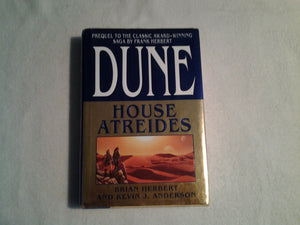 PREQUEL TO THE CLASSIC AWARD-WINNING
SAGA BY FRANK HERBERT
DUNE
HOUSE
ATREIDES
BRIAN HERBERT
AND KEVIN J. ANDERSON